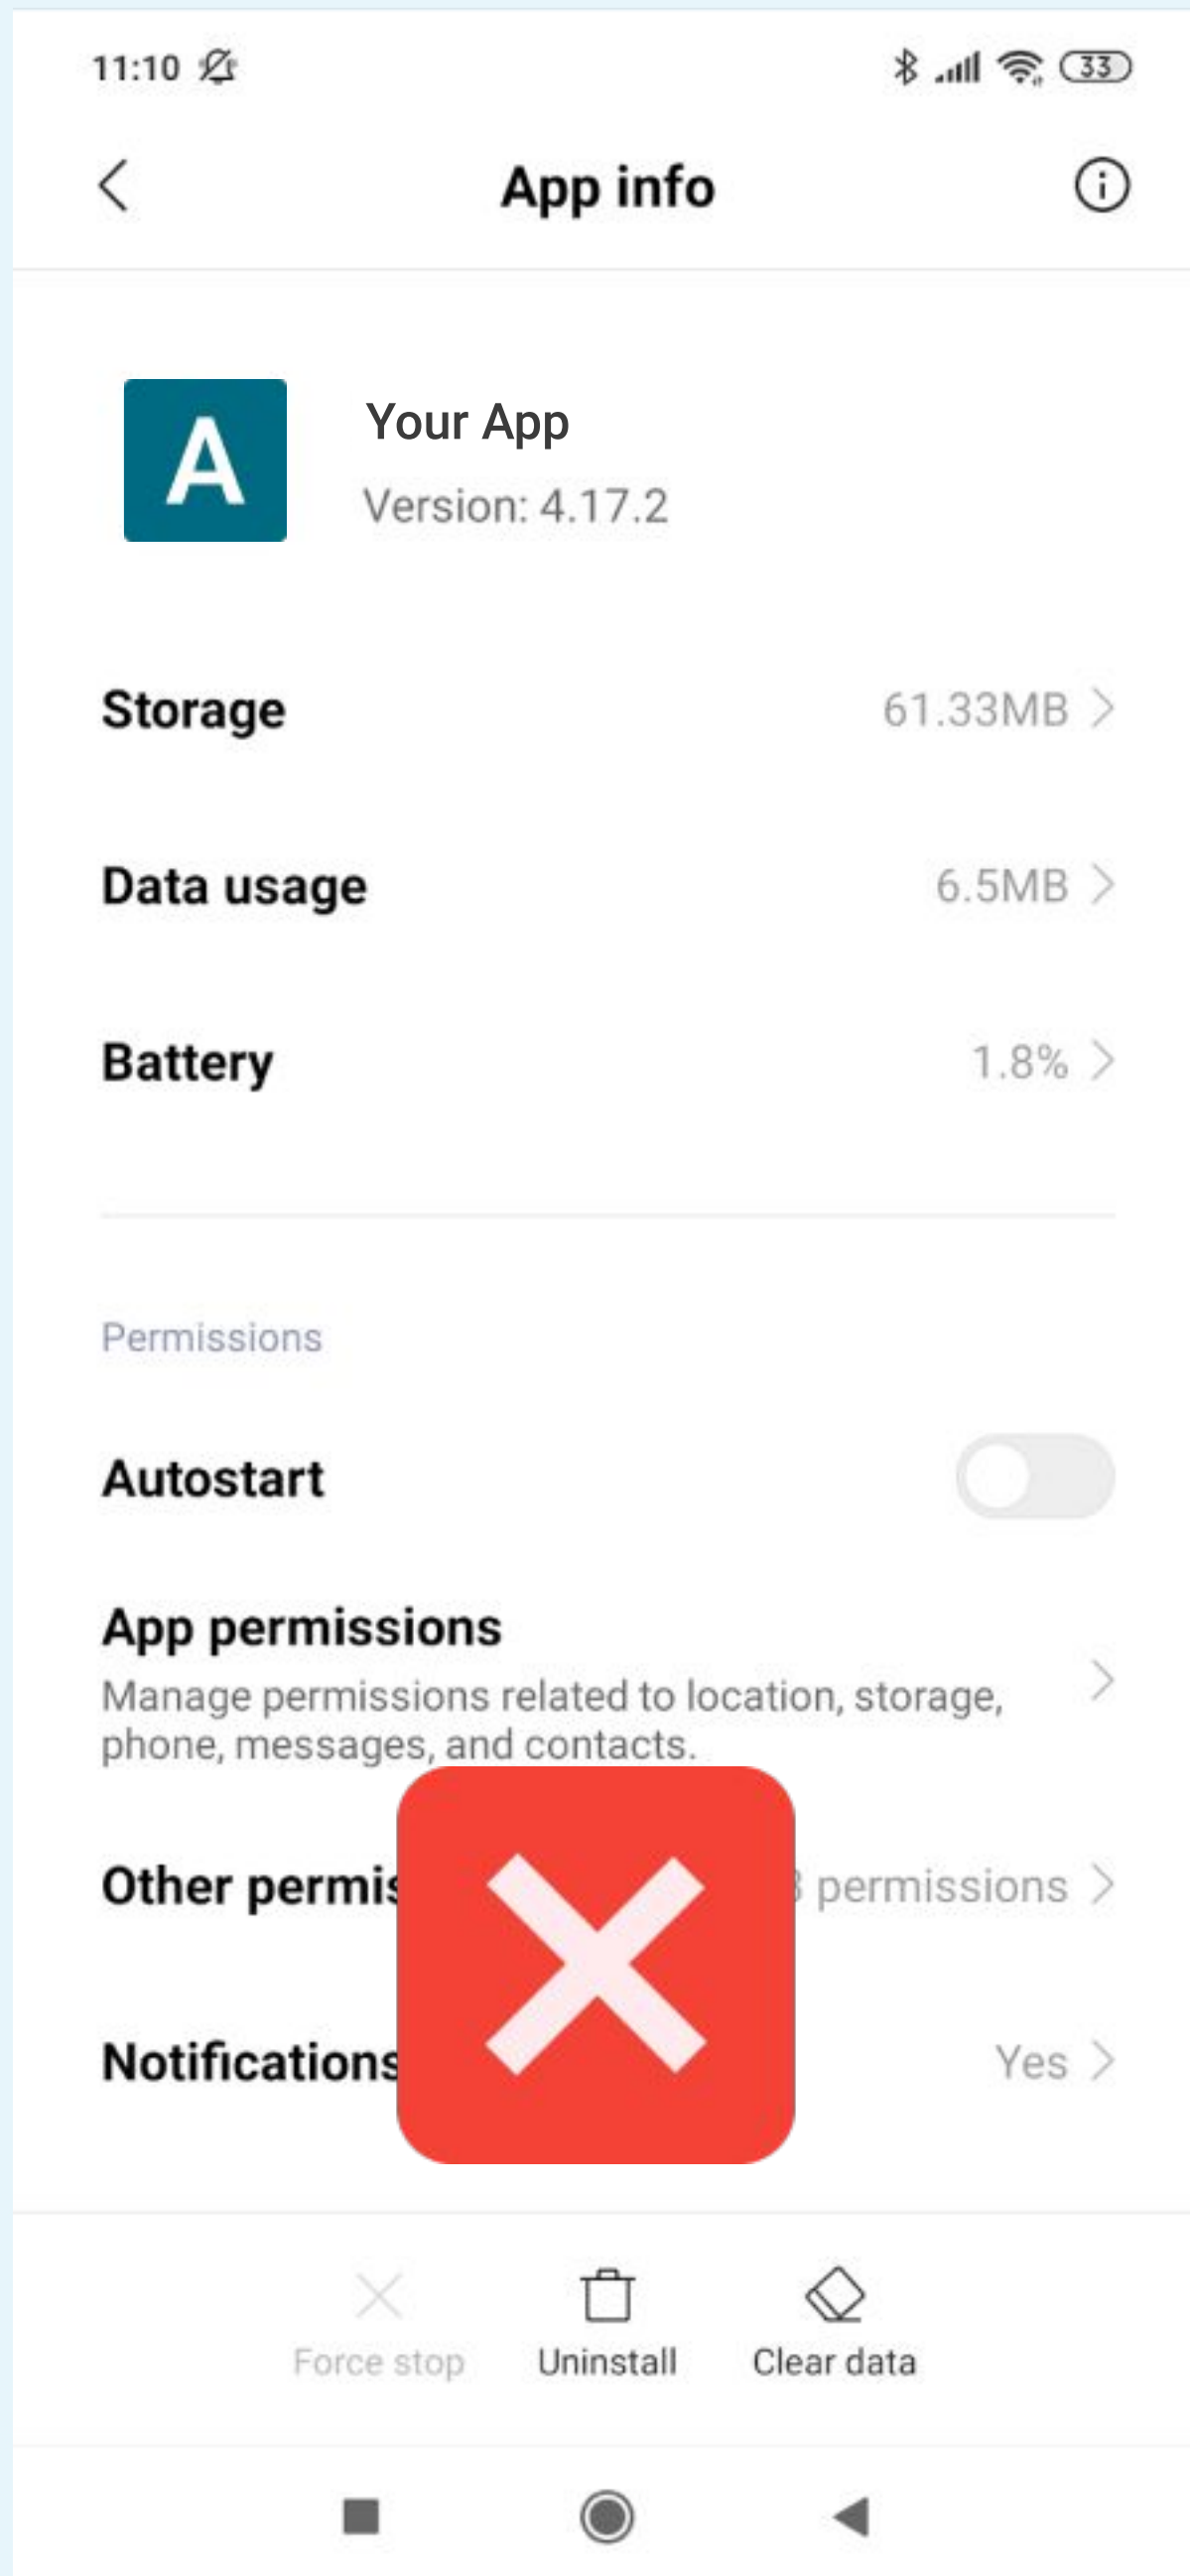 11:10 33
App info
A
Your App
Version: 4.17.2
Storage 61.33MB
Data usage 6.5MB
Battery 1.8%
Permissions
Autostart
App permissions
Manage permissions related to location, storage,
phone, messages, and contacts.
Other permissions
Notifications Yes
Force stop Uninstall Clear data